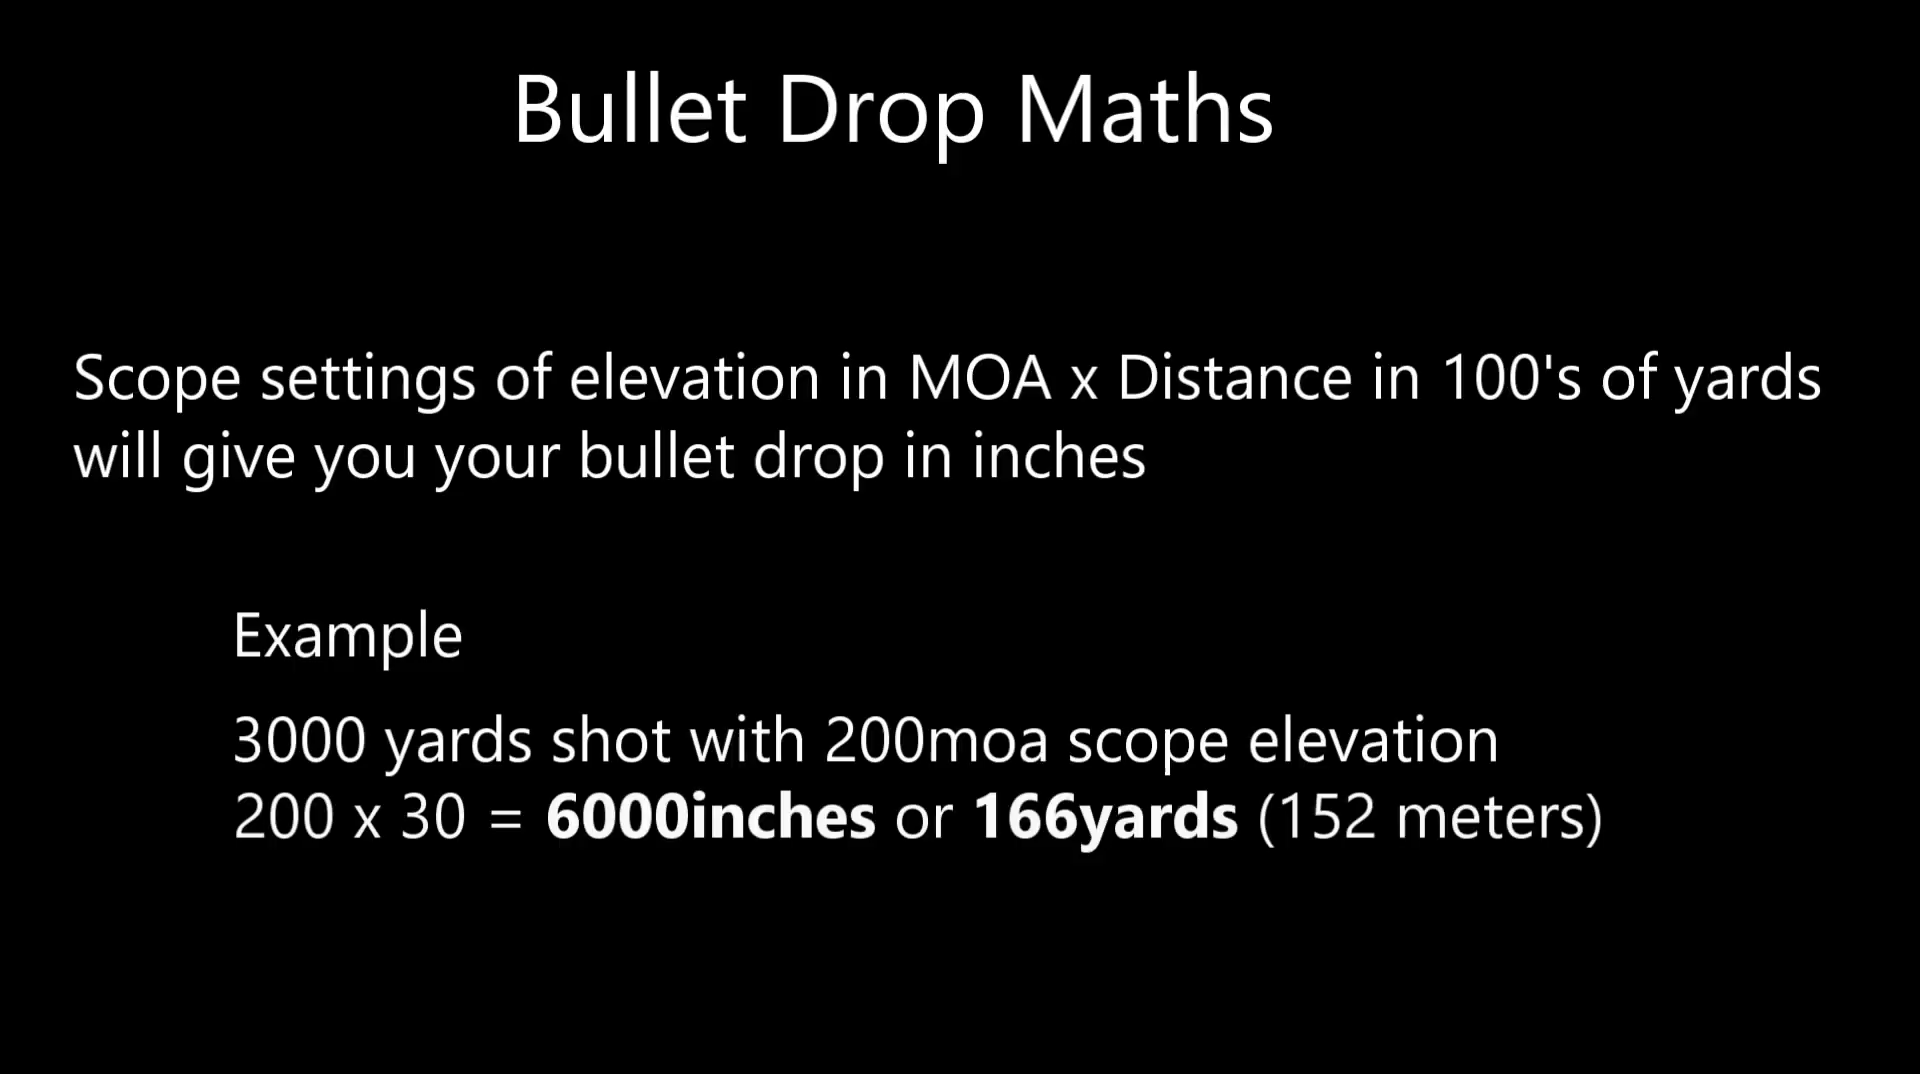 Bullet Drop Maths
Scope settings of elevation in MOA x Distance in 100's of yards
will give you your bullet drop in inches
Example
3000 yards shot with 200moa scope elevation
200 x 30 = 6000inches or 166yards (152 meters)